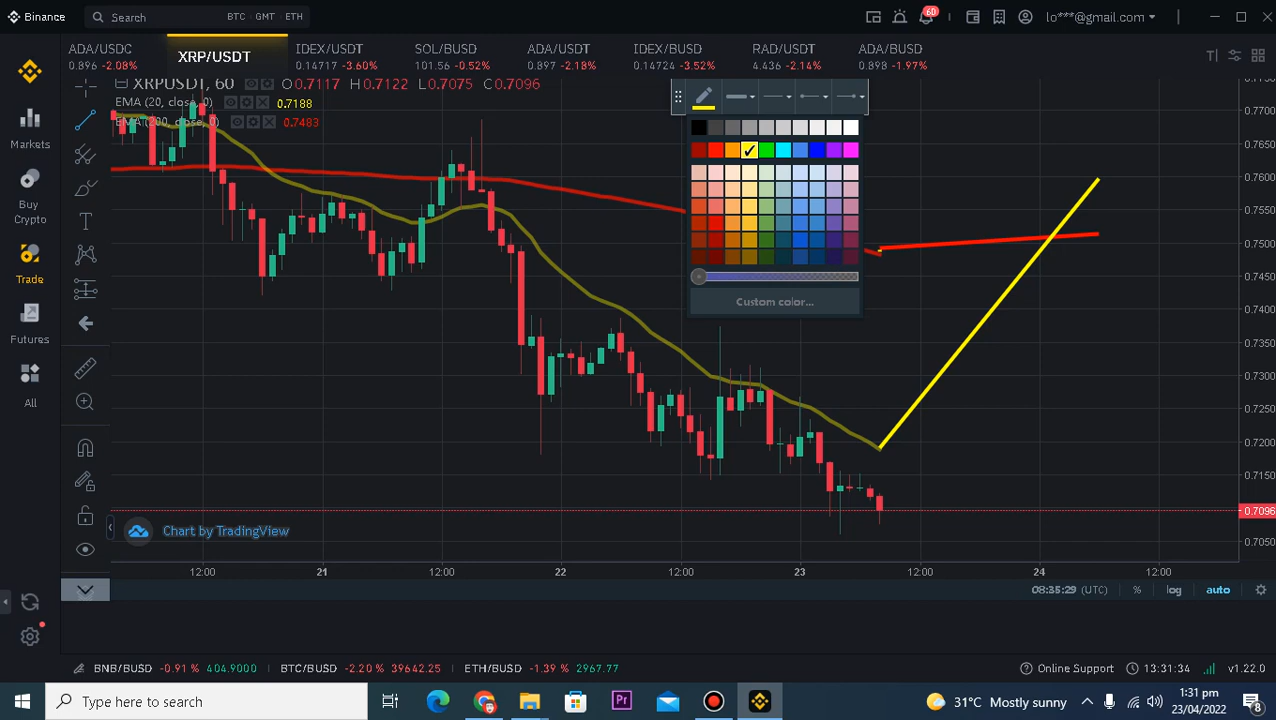 Binance
Search
BTC | GMT | ETH
60
lo***@gmail.com
ADA/USDC
0.896 -2.08%
XRP/USDT
IDEX/USDT
0.14717 -3.60%
SOL/BUSD
101.56 -0.52%
ADA/USDT
0.897 -2.18%
IDEX/BUSD
0.14724 -3.52%
RAD/USDT
4.436 -2.14%
ADA/BUSD
0.898 -1.97%
Markets
Buy
Crypto
Trade
Futures
All
XRPUSDT, 60 O0.7117 H0.7122 L0.7075 C0.7096
EMA (20, close, 0) 0.7188
EMA (200, close, 0) 0.7483
Custom color...
0.7700
0.7650
0.7600
0.7550
0.7500
0.7450
0.7400
0.7350
0.7300
0.7250
0.7200
0.7150
0.7096
0.7050
Chart by TradingView
12:00 21 12:00 22 12:00 23 12:00 24 12:00
08:35:29 (UTC) % log auto
BNB/BUSD -0.91 % 404.9000 BTC/BUSD -2.20 % 39642.25 ETH/BUSD -1.39 % 2967.77
Online Support 13:31:34 v1.22.0
Type here to search
Pr
31°C Mostly sunny
1:31 pm
23/04/2022
8